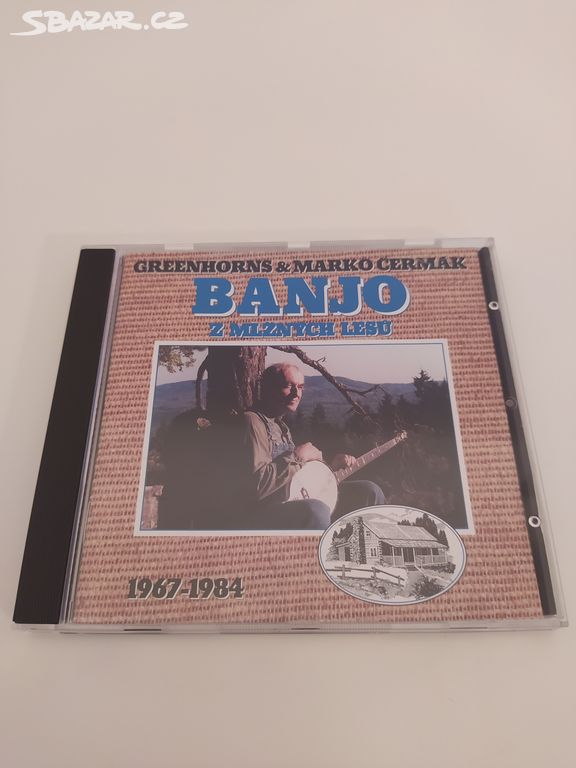 SBAZAR.CZ
GREENHORNS & MARKO ČERMÁK
BANJO
Z MLŽNÝCH LESŮ
1967-1984